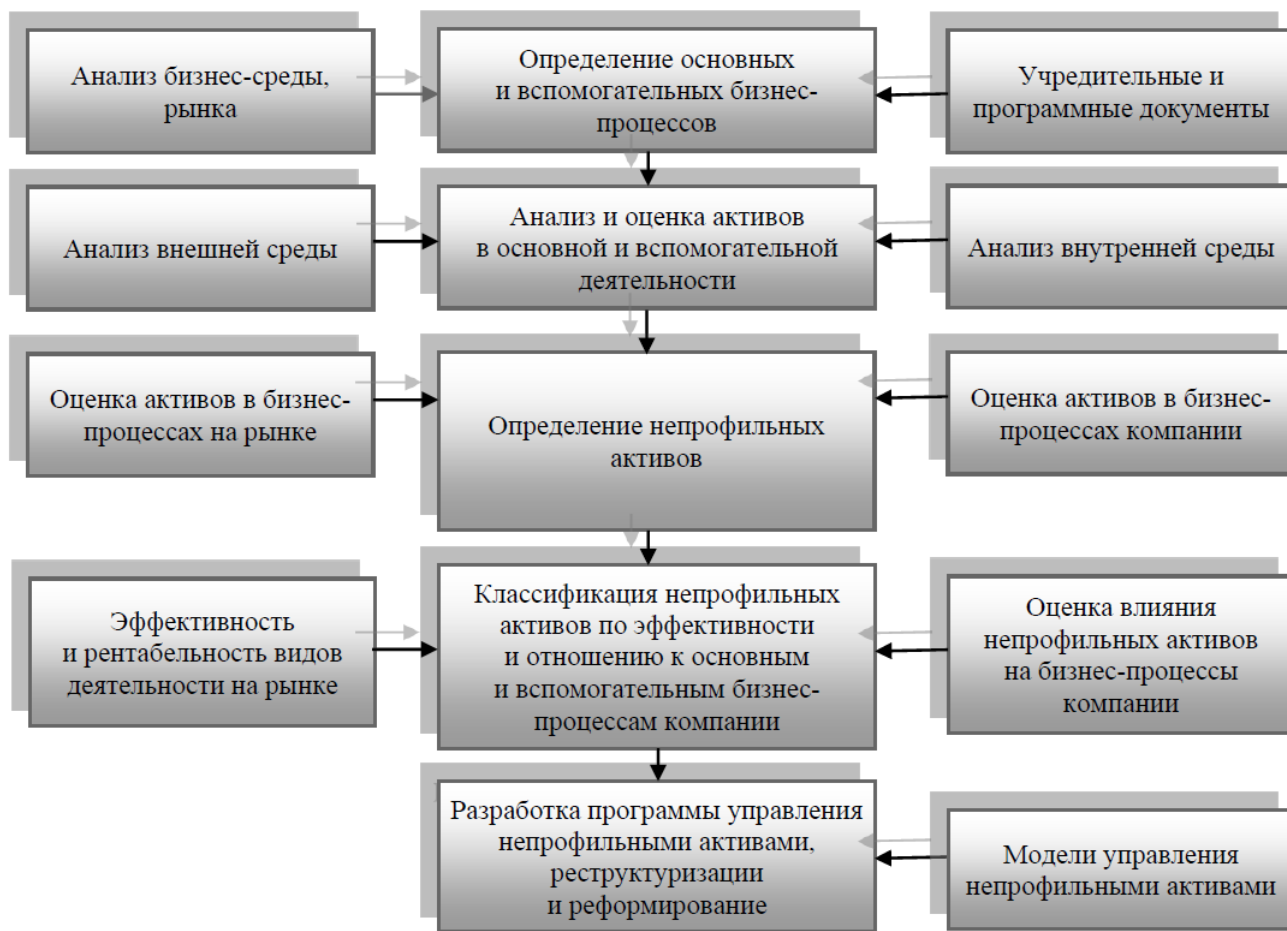 Анализ бизнес-среды,
рынка
Определение основных
и вспомогательных бизнес-
процессов
Учредительные и
программные документы
Анализ внешней среды
Анализ и оценка активов
в основной и вспомогательной
деятельности
Анализ внутренней среды
Оценка активов в бизнес-
процессах на рынке
Определение непрофильных
активов
Оценка активов в бизнес-
процессах компании
Эффективность
и рентабельность видов
деятельности на рынке
Классификация непрофильных
активов по эффективности
и отношению к основным
и вспомогательным бизнес-
процессам компании
Оценка влияния
непрофильных активов
на бизнес-процессы
компании
Разработка программы управления
непрофильными активами,
реструктуризации
и реформирование
Модели управления
непрофильными активами